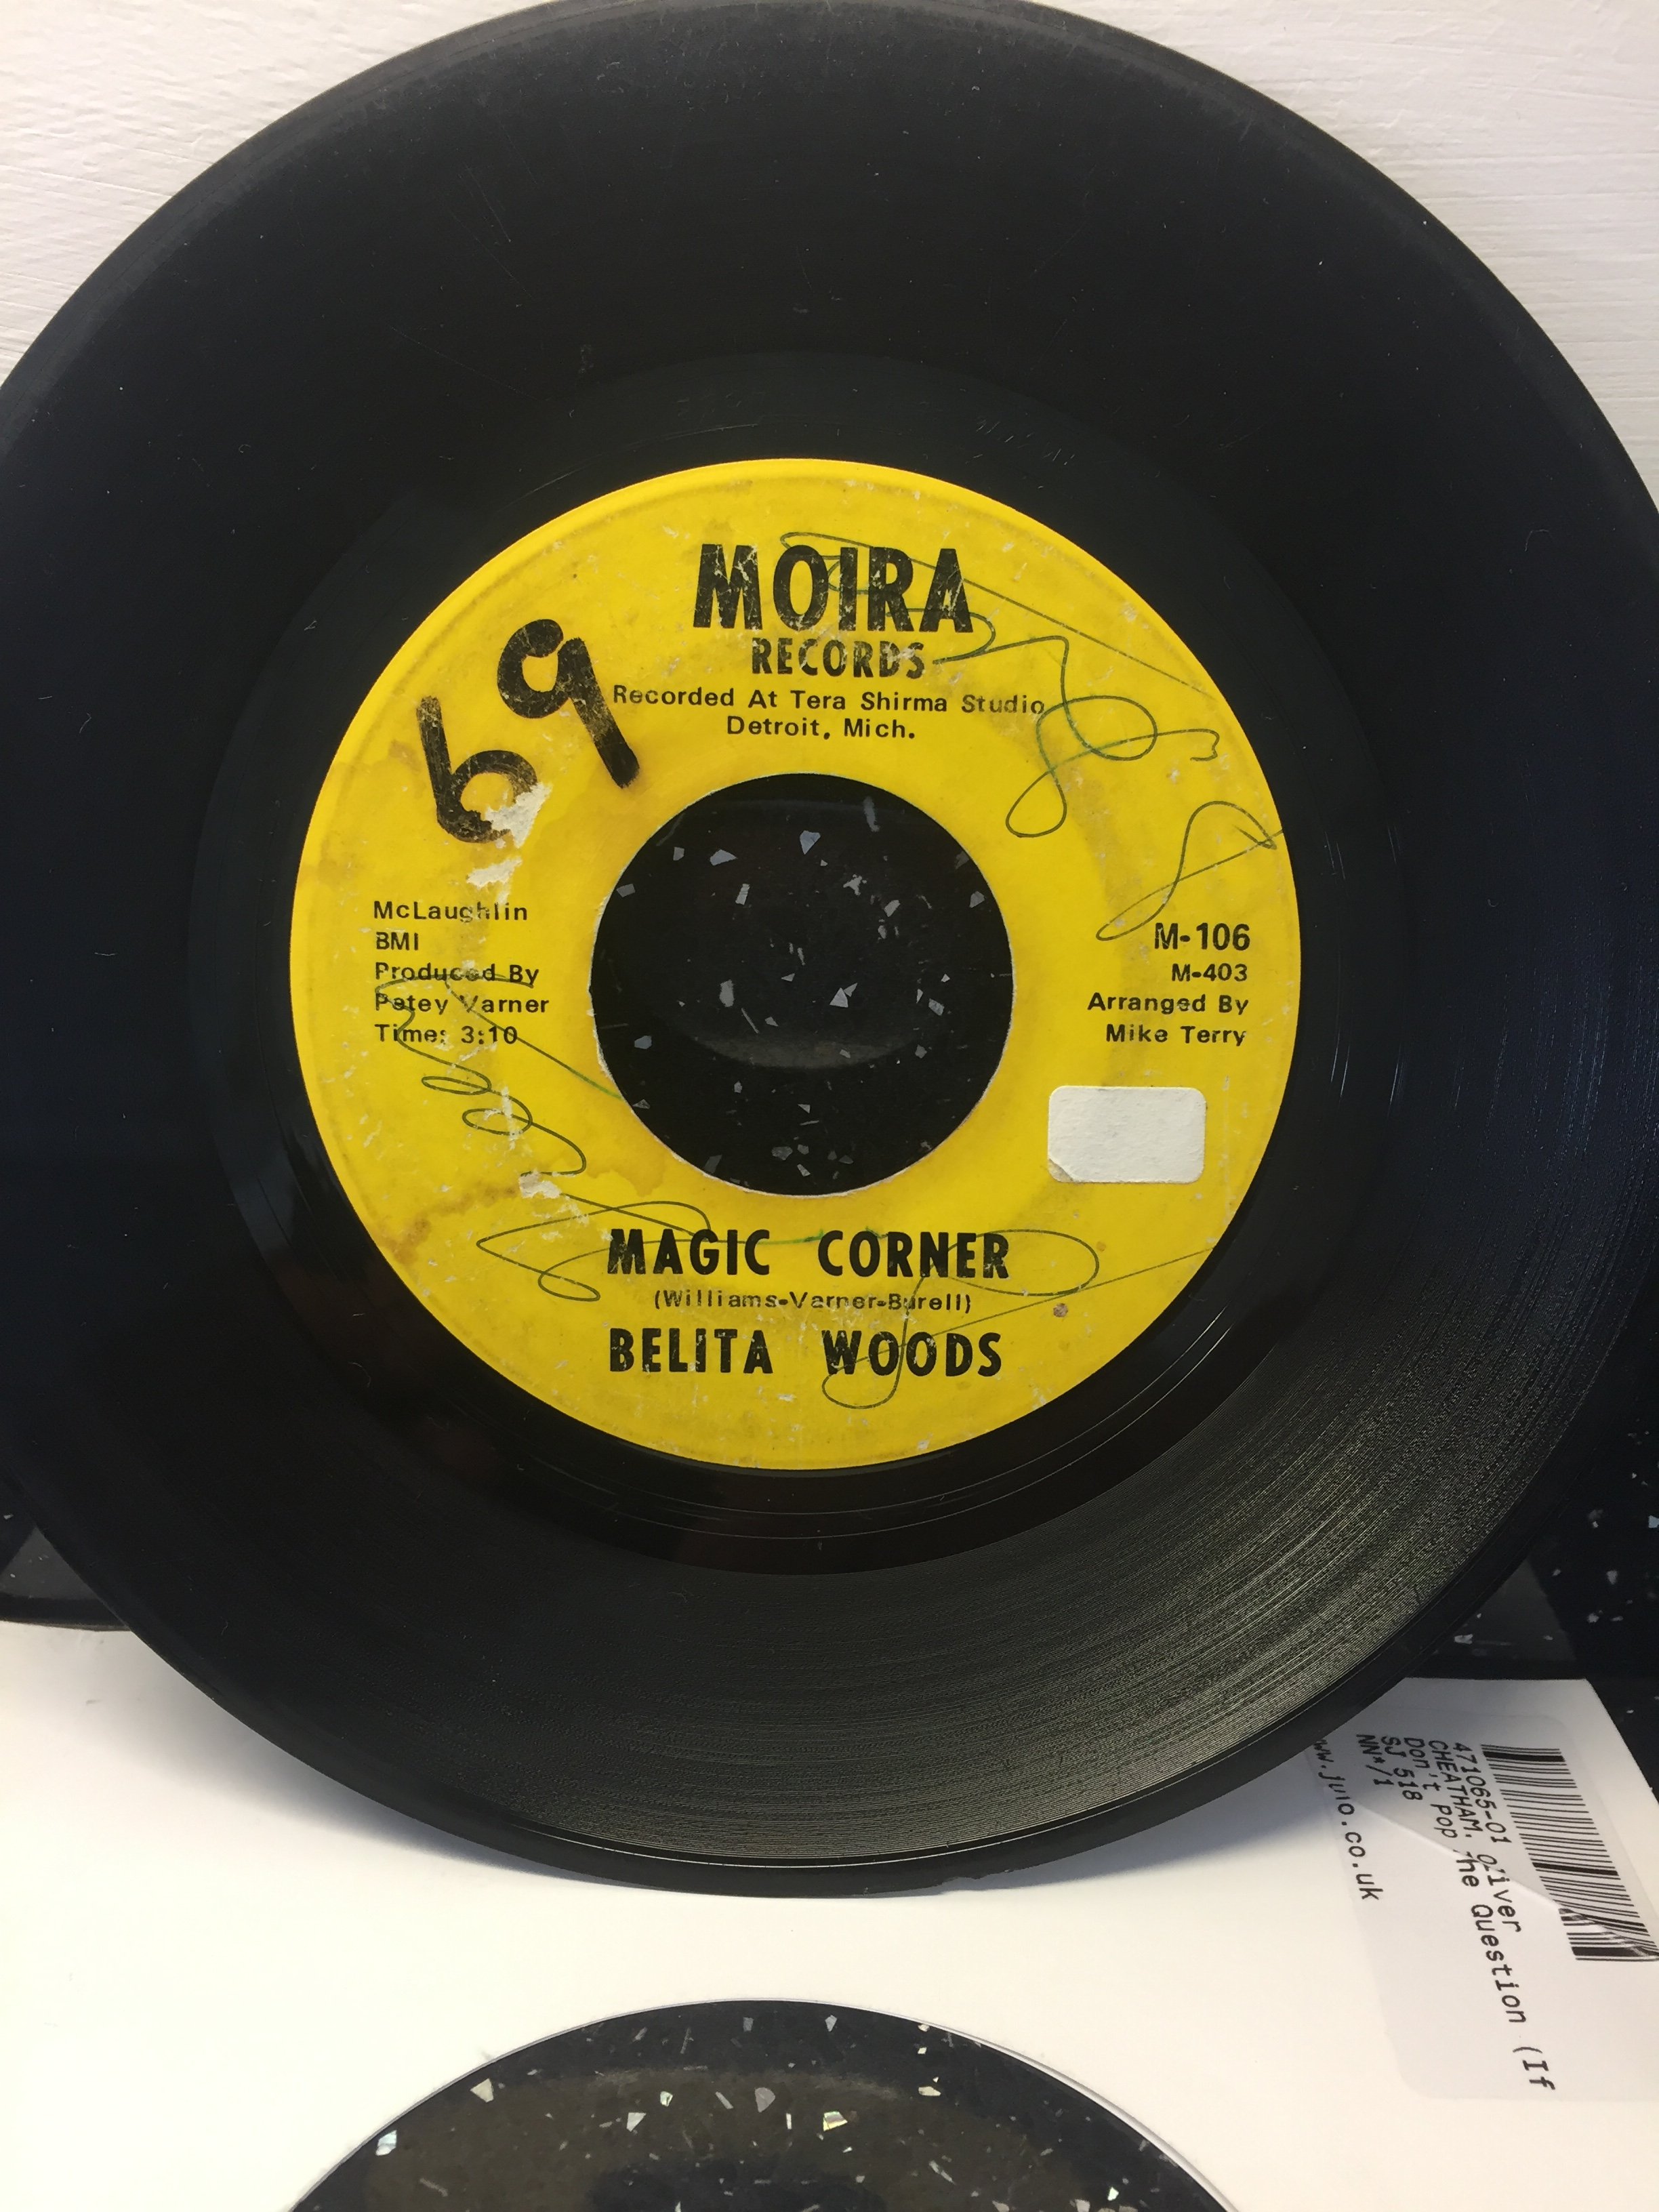 MOIRA
RECORDS
Recorded At Tera Shirma Studio
Detroit, Mich.
69
McLaughlin
BMI
Produced By
Petey Varner
Time: 3:10
M-106
M-403
Arranged By
Mike Terry
MAGIC CORNER
(Williams-Varner-Burell)
BELITA WOODS
471065-01 Oliver
CHEATHAM,
Don't Pop The Question (If
SJ 518
NN*/1
.co.uk